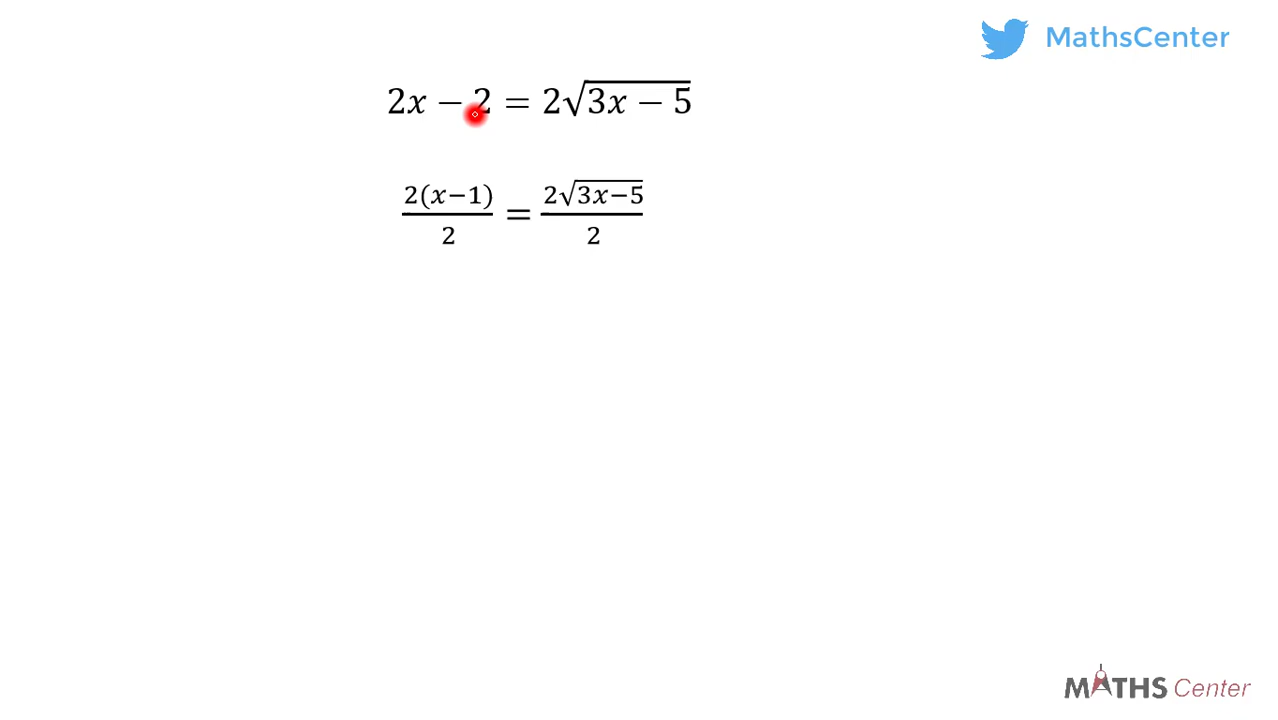 MathsCenter
2x − 2 = 2√(3x − 5)
2(x−1)/2 = 2√(3x−5)/2
MATHS Center